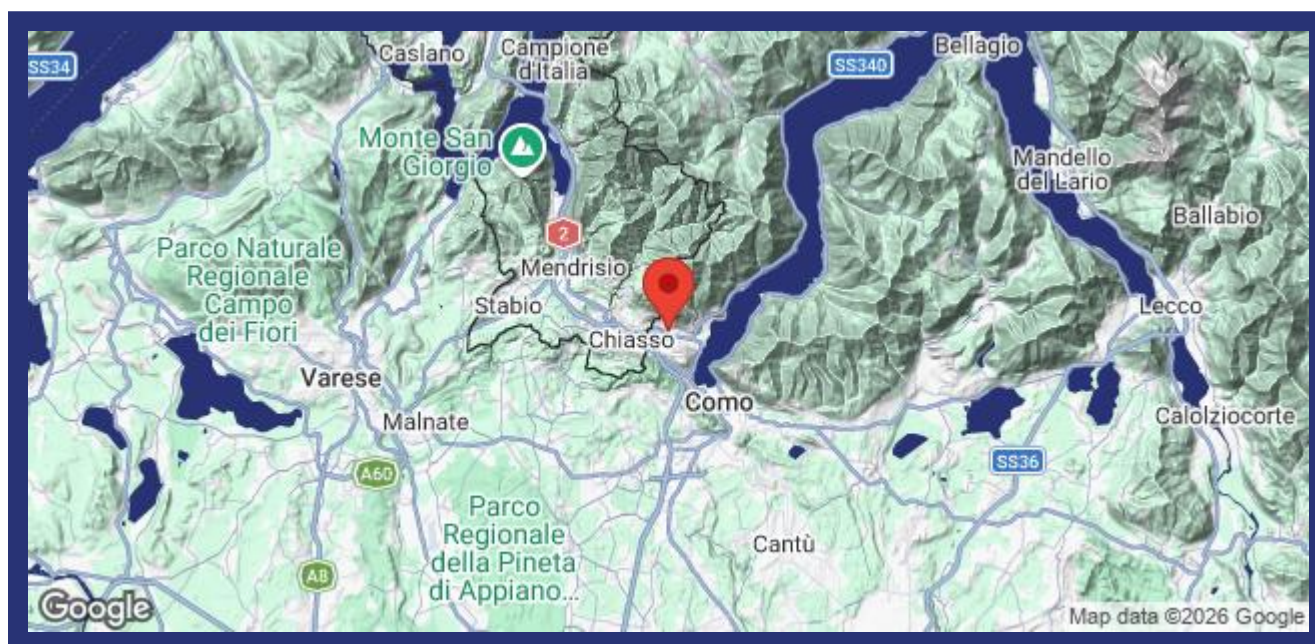 SS34
Caslano
Campione
d'Italia
SS340
Bellagio
Monte San
Giorgio
Mandello
del Lario
Ballabio
2
Parco Naturale
Regionale
Campo
dei Fiori
Mendrisio
Stabio
Chiasso
Lecco
Varese
Como
Malnate
Calolziocorte
A60
SS36
Parco
Regionale
della Pineta
di Appiano...
Cantù
A8
Google
Map data ©2026 Google